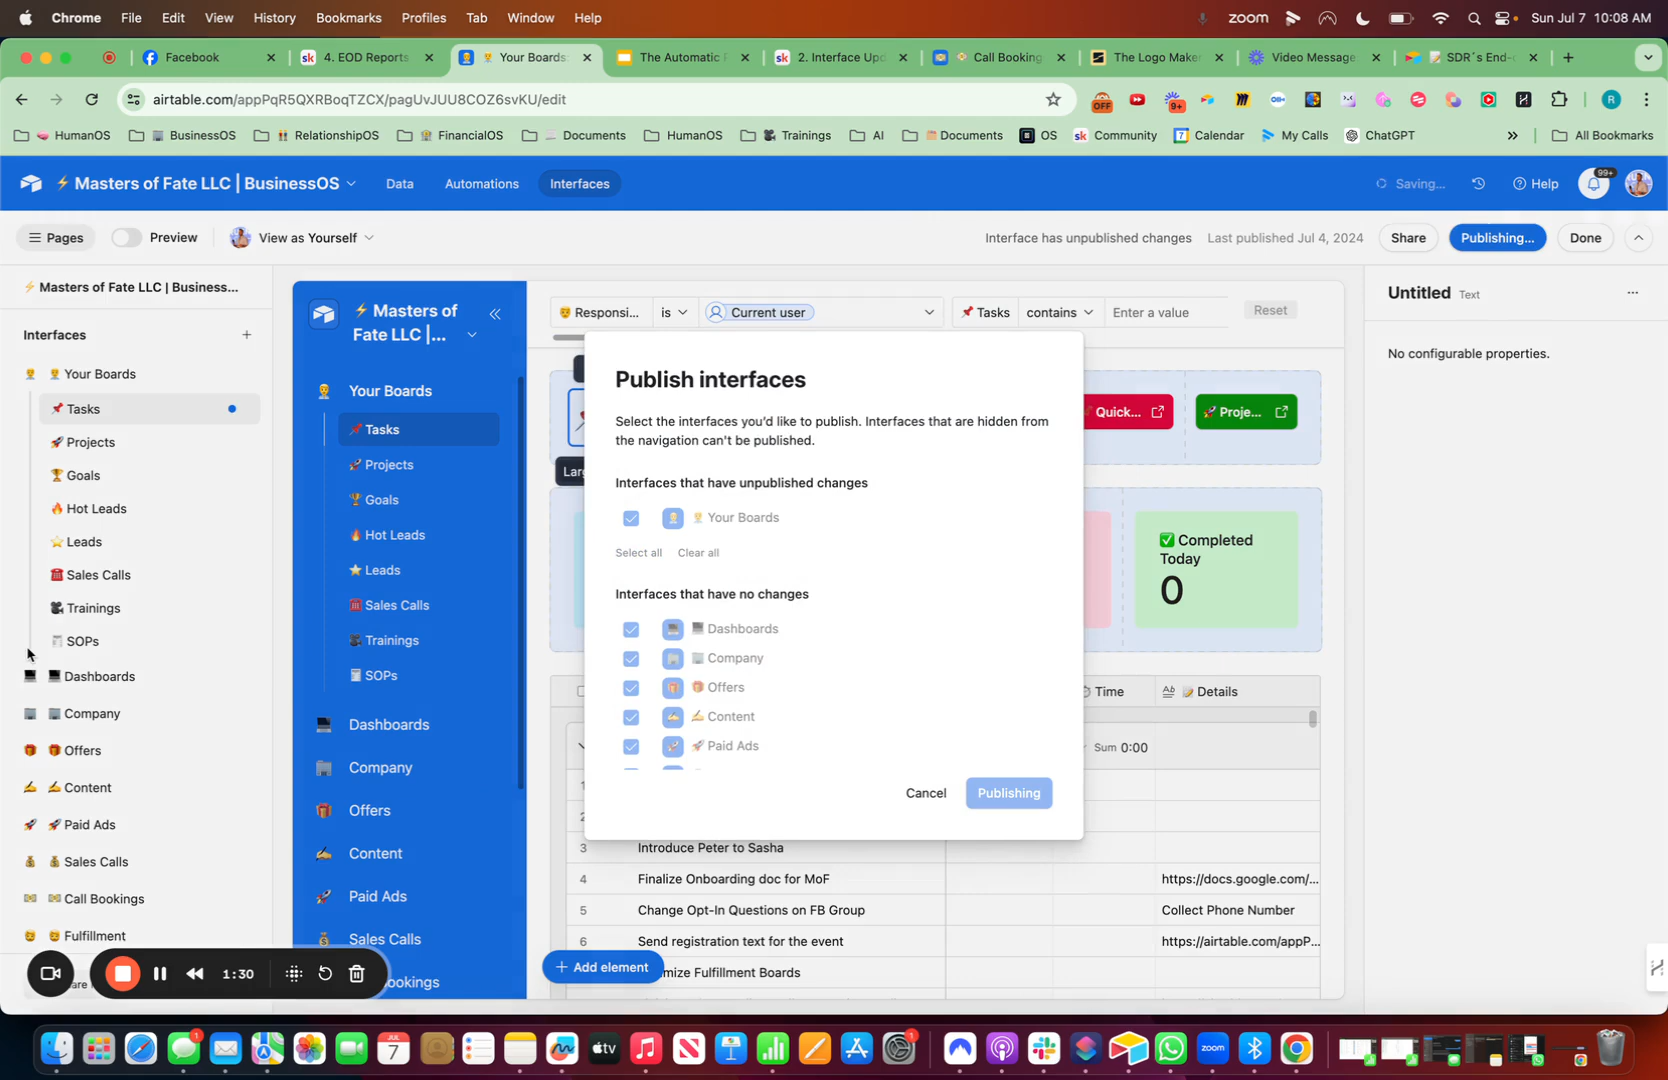 Chrome File Edit View History Bookmarks Profiles Tab Window Help zoom Sun Jul 7 10:08 AM
Facebook 4. EOD Reports Your Boards: The Automatic 2. Interface Upd Call Booking The Logo Maker Video Message SDR´s End-
airtable.com/appPqR5QXRBoqTZCX/pagUvJUU8COZ6svKU/edit OFF 9+ R
HumanOS BusinessOS RelationshipOS FinancialOS Documents HumanOS Trainings AI Documents OS Community Calendar My Calls ChatGPT » All Bookmarks
⚡ Masters of Fate LLC | BusinessOS Data Automations Interfaces Saving... Help 99+
Pages Preview View as Yourself Interface has unpublished changes Last published Jul 4, 2024 Share Publishing... Done
⚡ Masters of Fate LLC | Business...
Interfaces +
Your Boards
Tasks
Projects
Goals
Hot Leads
Leads
Sales Calls
Trainings
SOPs
Dashboards
Company
Offers
Content
Paid Ads
Sales Calls
Call Bookings
Fulfillment
1:30
⚡ Masters of
Fate LLC |...
Your Boards
Tasks
Projects
Goals
Hot Leads
Leads
Sales Calls
Trainings
SOPs
Dashboards
Company
Offers
Content
Paid Ads
Sales Calls
ookings
Responsi... is Current user Tasks contains Enter a value Reset
Quick... Proje...
Completed
Today
0
Time Details
Sum 0:00
1
2
3 Introduce Peter to Sasha
4 Finalize Onboarding doc for MoF https://docs.google.com/...
5 Change Opt-In Questions on FB Group Collect Phone Number
6 Send registration text for the event https://airtable.com/appP...
mize Fulfillment Boards
+ Add element
Publish interfaces
Select the interfaces you'd like to publish. Interfaces that are hidden from
the navigation can't be published.
Interfaces that have unpublished changes
Your Boards
Select all Clear all
Interfaces that have no changes
Dashboards
Company
Offers
Content
Paid Ads
Cancel Publishing
Untitled Text ...
No configurable properties.
JUL
7
tv
zoom